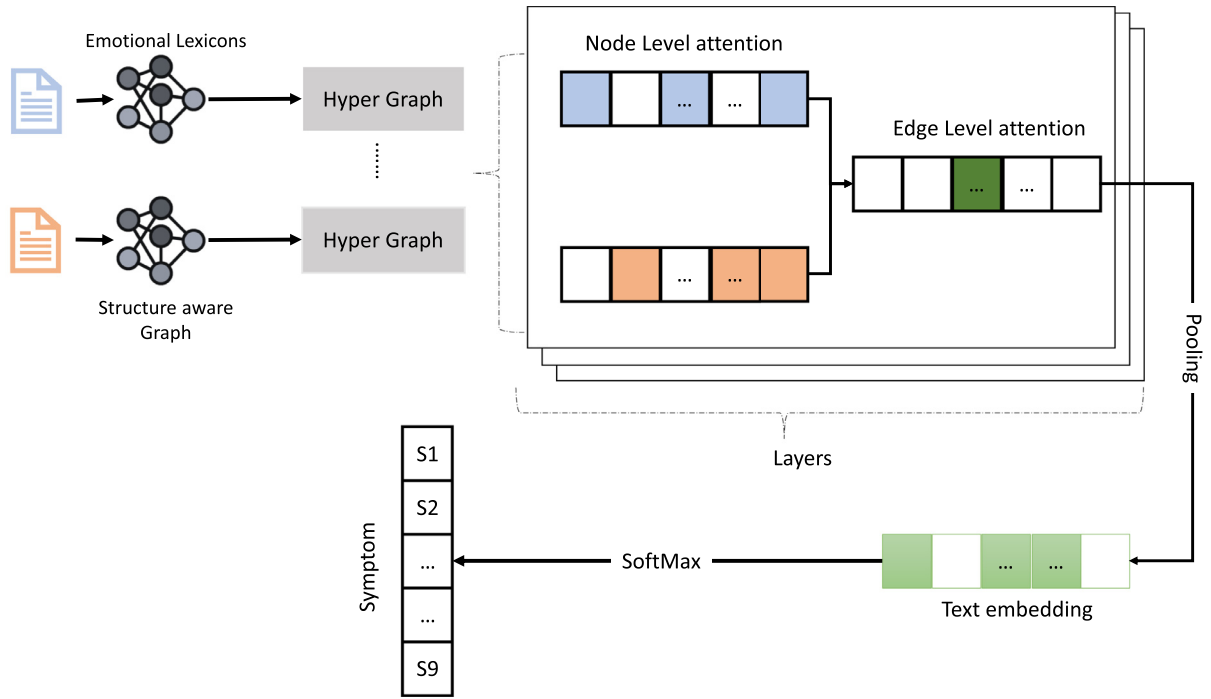 Emotional Lexicons
Hyper Graph
Hyper Graph
Structure aware
Graph
Node Level attention
... ...
... ...
Edge Level attention
... ...
Pooling
Layers
Symptom
S1
S2
...
...
S9
SoftMax
... ...
Text embedding